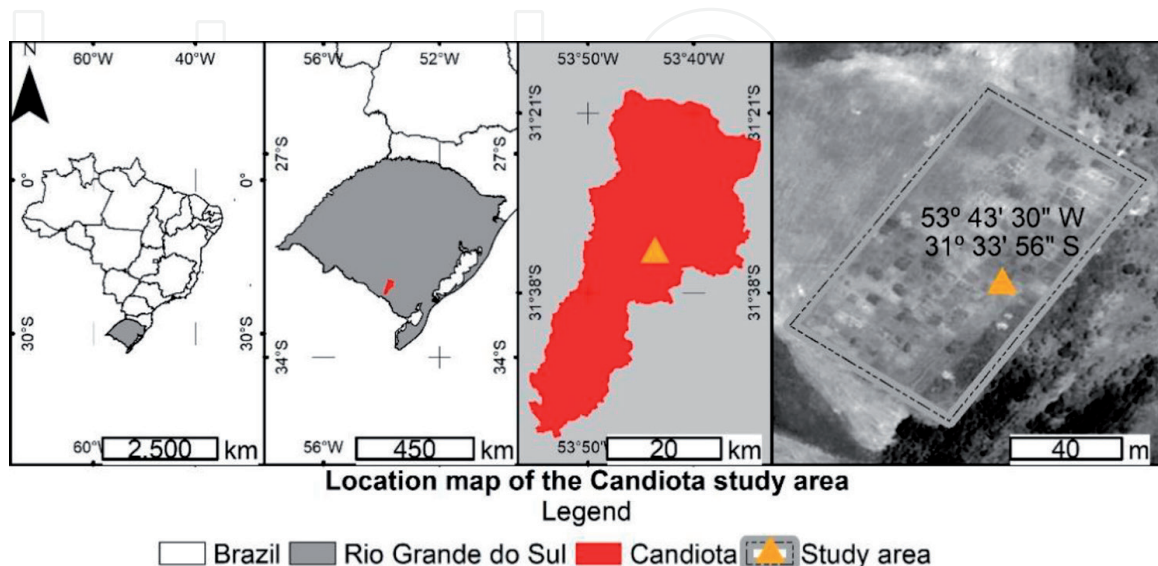 N
60°W 40°W
56°W 52°W
53°50'W 53°40'W
0° 0°
30°S 30°S
27°S 27°S
34°S 34°S
31°21'S 31°21'S
31°38'S 31°38'S
53º 43' 30" W
31º 33' 56" S
60°W 2.500 km
56°W 450 km
53°50'W 20 km
40 m
Location map of the Candiota study area
Legend
Brazil Rio Grande do Sul Candiota Study area